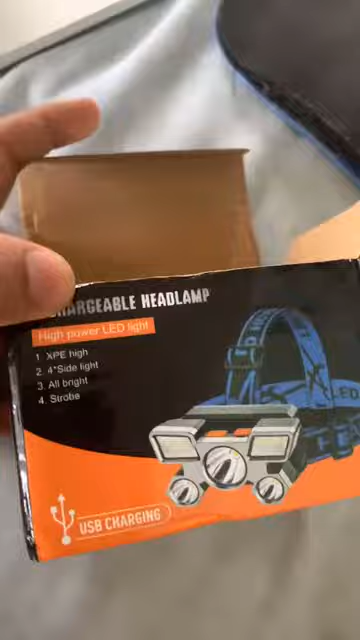 CHARGEABLE HEADLAMP
High power LED light
1 XPE high
2. 4*Side light
3. All bright
4. Strobe
LED
USB CHARGING